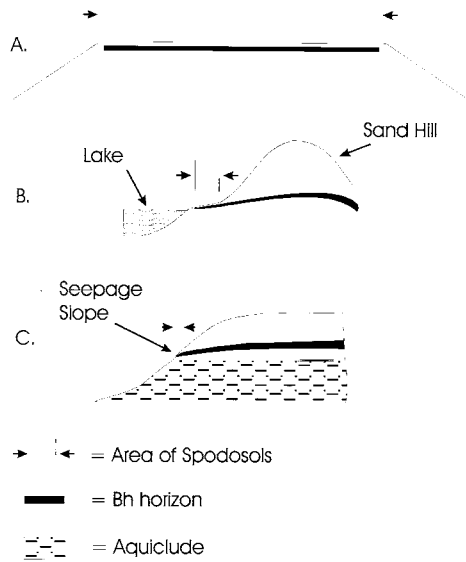 A.
Sand Hill
Lake
B.
Seepage
Slope
C.
= Area of Spodosols
= Bh horizon
= Aquiclude